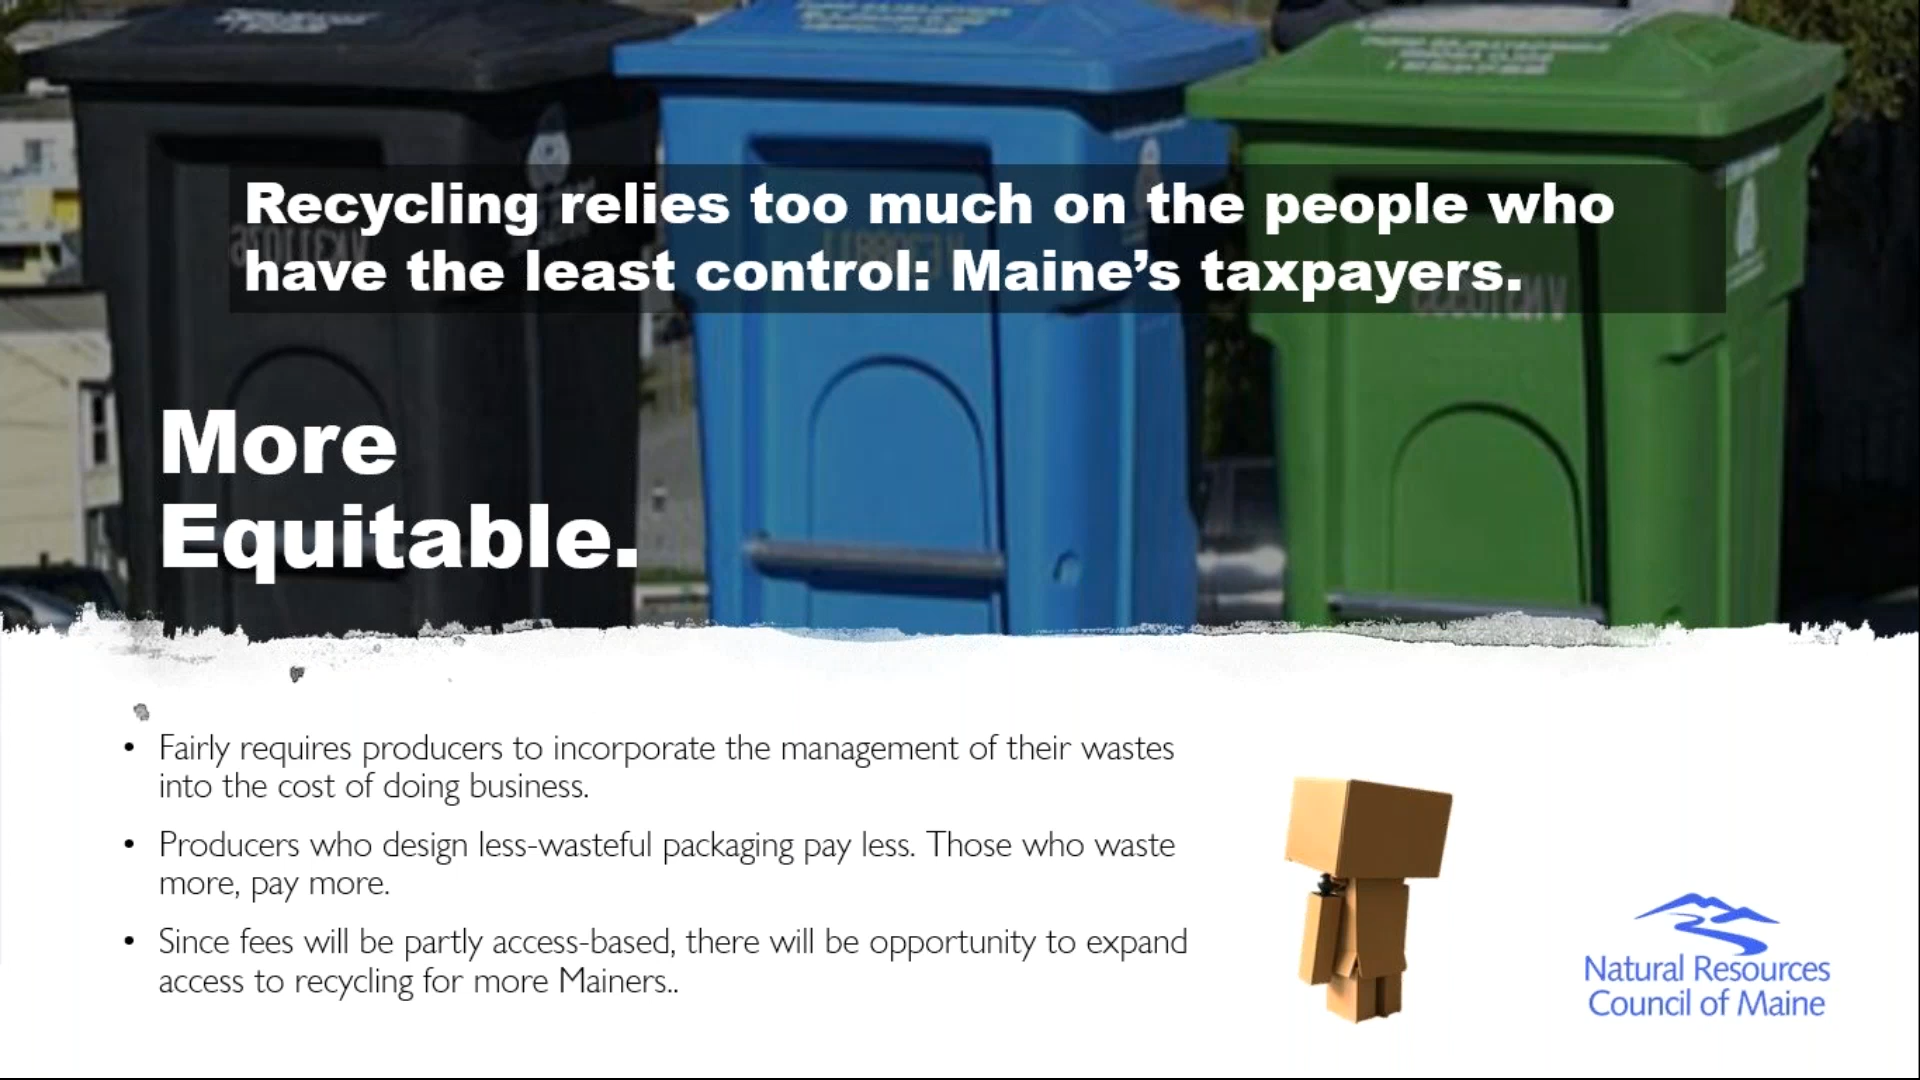 Recycling relies too much on the people who
have the least control: Maine’s taxpayers.
More
Equitable.
• Fairly requires producers to incorporate the management of their wastes
into the cost of doing business.
• Producers who design less-wasteful packaging pay less. Those who waste
more, pay more.
• Since fees will be partly access-based, there will be opportunity to expand
access to recycling for more Mainers..
Natural Resources
Council of Maine